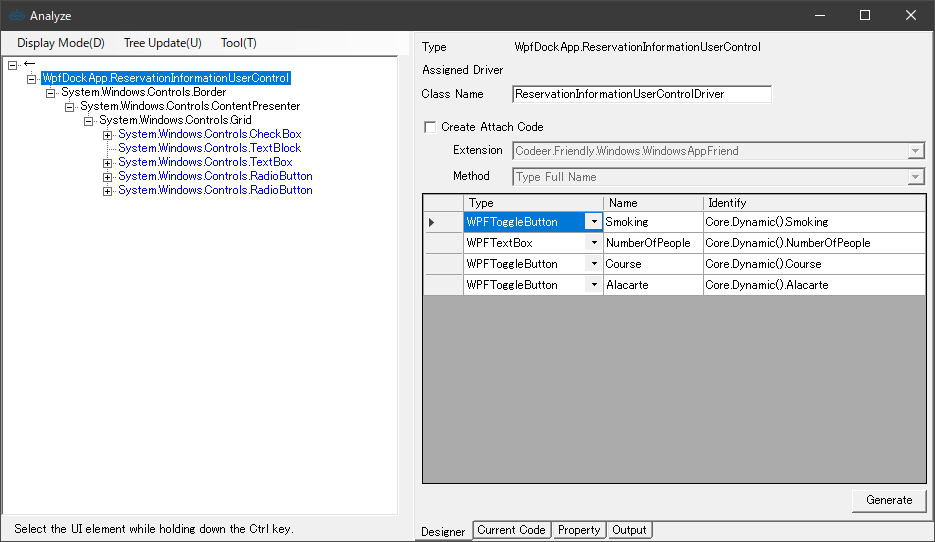 Analyze
Display Mode(D) Tree Update(U) Tool(T)
←
WpfDockApp.ReservationInformationUserControl
System.Windows.Controls.Border
System.Windows.Controls.ContentPresenter
System.Windows.Controls.Grid
System.Windows.Controls.CheckBox
System.Windows.Controls.TextBlock
System.Windows.Controls.TextBox
System.Windows.Controls.RadioButton
System.Windows.Controls.RadioButton
Select the UI element while holding down the Ctrl key.
Type WpfDockApp.ReservationInformationUserControl
Assigned Driver
Class Name ReservationInformationUserControlDriver
Create Attach Code
Extension Codeer.Friendly.Windows.WindowsAppFriend
Method Type Full Name
Type Name Identify
WPFToggleButton Smoking Core.Dynamic().Smoking
WPFTextBox NumberOfPeople Core.Dynamic().NumberOfPeople
WPFToggleButton Course Core.Dynamic().Course
WPFToggleButton Alacarte Core.Dynamic().Alacarte
Generate
Designer Current Code Property Output